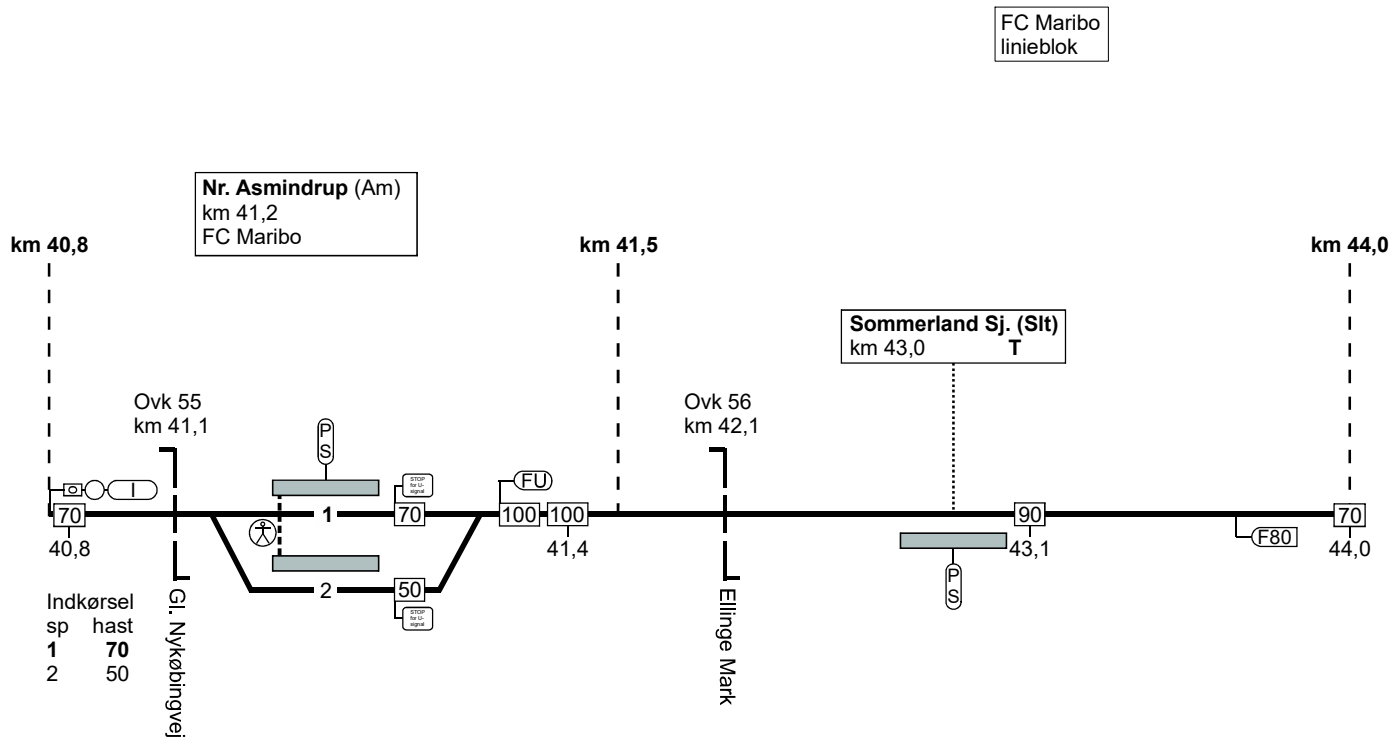 FC Maribo
linieblok
Nr. Asmindrup (Am)
km 41,2
FC Maribo
km 40,8
km 41,5
km 44,0
Sommerland Sj. (Slt)
km 43,0 T
Ovk 55
km 41,1
Ovk 56
km 42,1
P
S
I
STOP
for U-
signal
FU
70
1
70
100
100
90
70
40,8
41,4
43,1
F80
44,0
2
50
STOP
for U-
signal
P
S
Indkørsel
sp hast
1 70
2 50
Gl. Nykøbingvej
Ellinge Mark